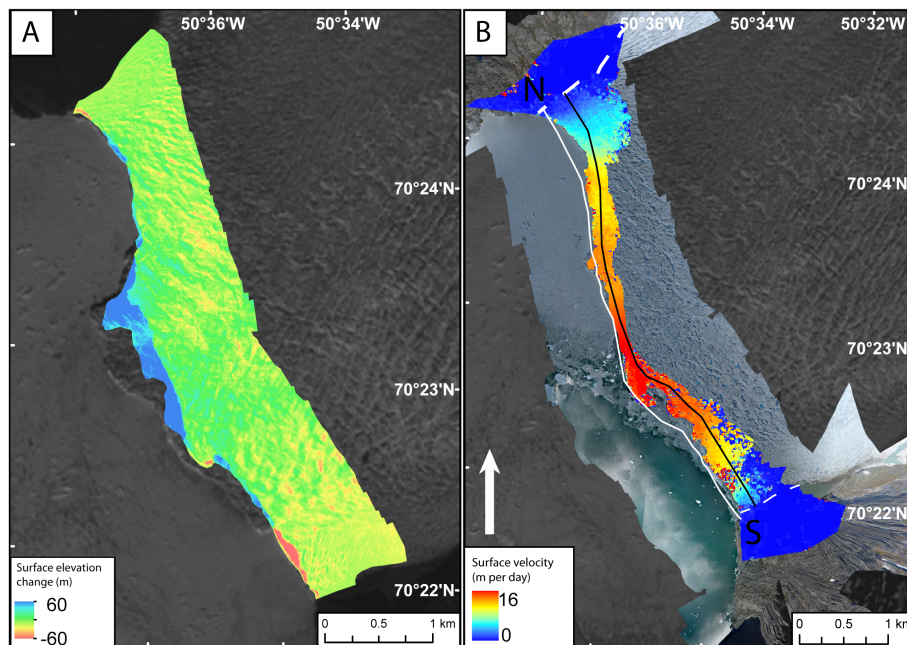 A
50°36'W
50°34'W
70°24'N
70°23'N
70°22'N
Surface elevation
change (m)
60
-60
0
0.5
1 km
B
50°36'W
50°34'W
50°32'W
N
70°24'N
70°23'N
70°22'N
S
Surface velocity
(m per day)
16
0
0
0.5
1 km